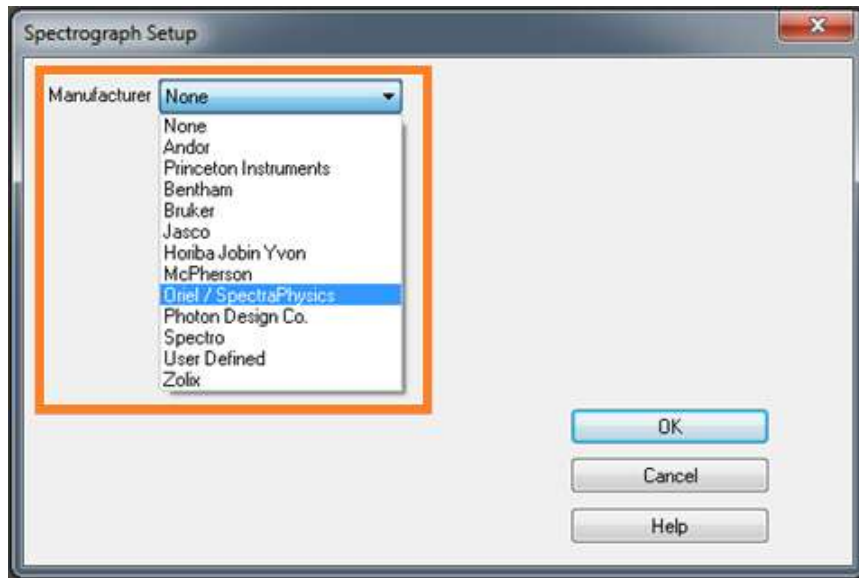 Spectrograph Setup
Manufacturer None
None
Andor
Princeton Instruments
Bentham
Bruker
Jasco
Horiba Jobin Yvon
McPherson
Oriel / SpectraPhysics
Photon Design Co.
Spectro
User Defined
Zolix
OK
Cancel
Help